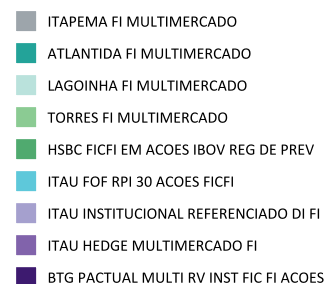 ITAPEMA FI MULTIMERCADO
ATLANTIDA FI MULTIMERCADO
LAGOINHA FI MULTIMERCADO
TORRES FI MULTIMERCADO
HSBC FICFI EM ACOES IBOV REG DE PREV
ITAU FOF RPI 30 ACOES FICFI
ITAU INSTITUCIONAL REFERENCIADO DI FI
ITAU HEDGE MULTIMERCADO FI
BTG PACTUAL MULTI RV INST FIC FI ACOES